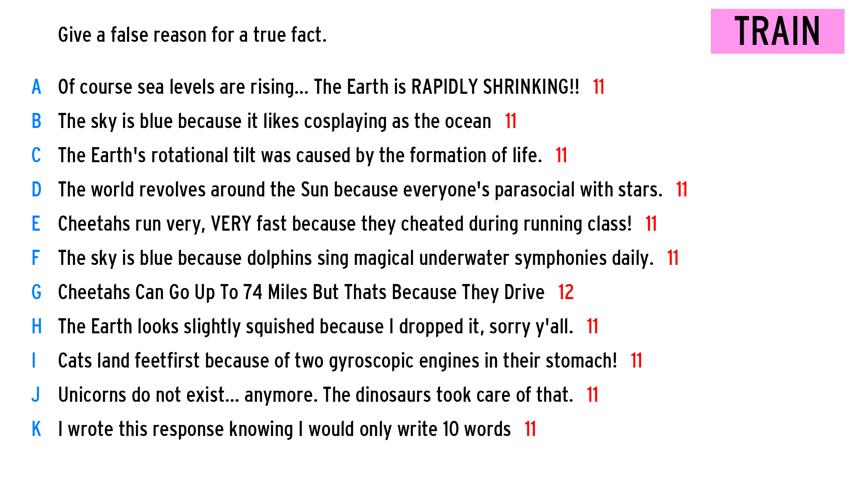 Give a false reason for a true fact.
TRAIN
A Of course sea levels are rising... The Earth is RAPIDLY SHRINKING!! 11
B The sky is blue because it likes cosplaying as the ocean 11
C The Earth's rotational tilt was caused by the formation of life. 11
D The world revolves around the Sun because everyone's parasocial with stars. 11
E Cheetahs run very, VERY fast because they cheated during running class! 11
F The sky is blue because dolphins sing magical underwater symphonies daily. 11
G Cheetahs Can Go Up To 74 Miles But Thats Because They Drive 12
H The Earth looks slightly squished because I dropped it, sorry y'all. 11
I Cats land feetfirst because of two gyroscopic engines in their stomach! 11
J Unicorns do not exist... anymore. The dinosaurs took care of that. 11
K I wrote this response knowing I would only write 10 words 11